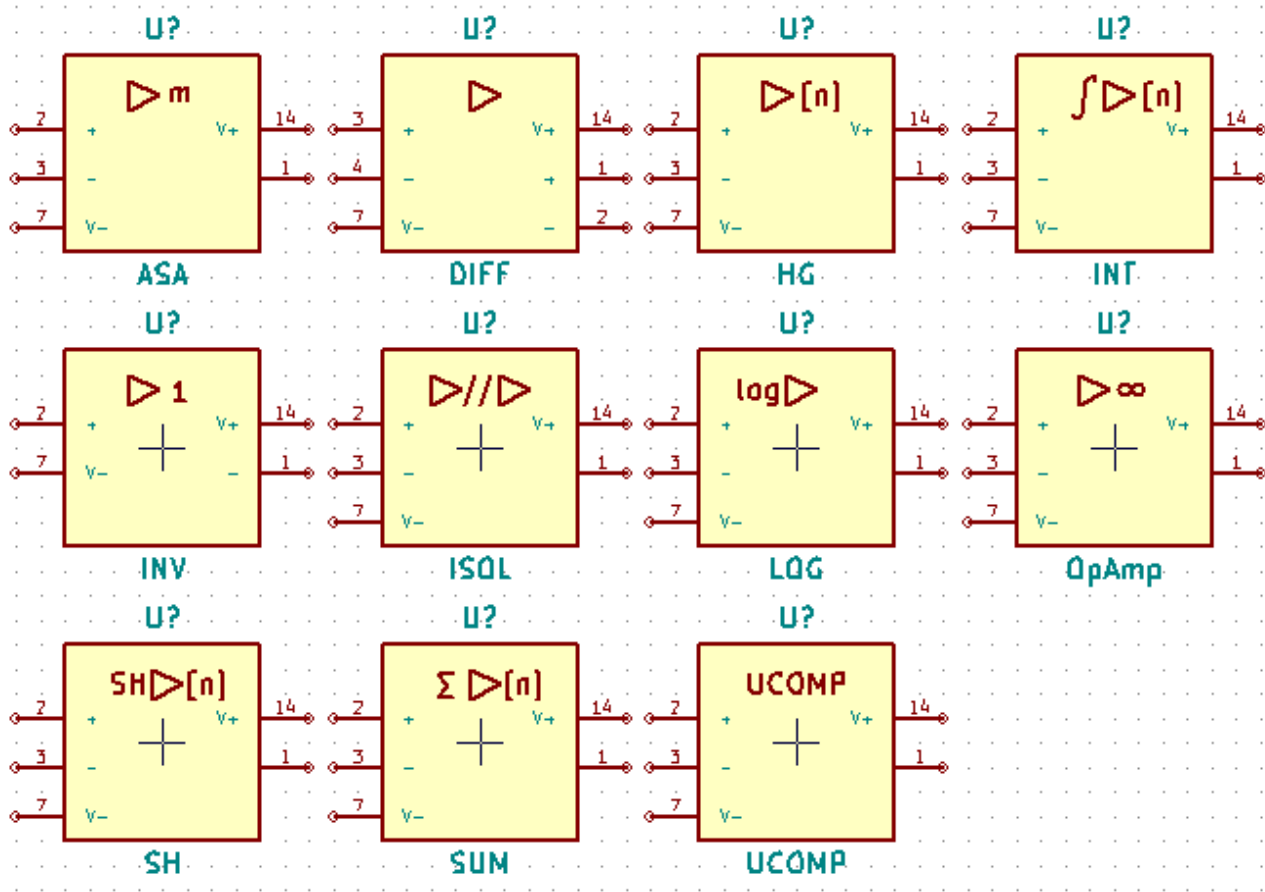 U? U? U? U?
▷ m ▷ ▷[n] ∫▷[n]
2 + V+ 14 3 + 14 2 + V+ 14 2 + V+ 14
3 - 1 4 - + 1 3 - 1 3 - 1
7 V- 7 V- - 2 7 V- 7 V-
ASA DIFF HG INT
U? U? U? U?
▷ 1 ▷//▷ log▷ ▷∞
2 + V+ 14 2 + V+ 14 2 + V+ 14 2 + V+ 14
7 V- - 1 3 - 1 3 - 1 3 - 1
7 V- 7 V- 7 V-
INV ISOL LOG OpAmp
U? U? U?
SH▷[n] Σ ▷[n] UCOMP
2 + V+ 14 2 + V+ 14 2 + V+ 14
3 - 1 3 - 1 3 - 1
7 V- 7 V- 7 V-
SH SUM UCOMP